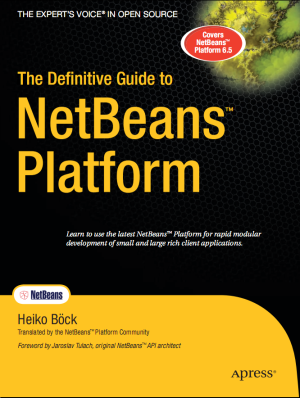 THE EXPERT'S VOICE® IN OPEN SOURCE
Covers
NetBeans™
Platform 6.5
The Definitive Guide to
NetBeans™
Platform
Learn to use the latest NetBeans™ Platform for rapid modular
development of small and large rich client applications.
NetBeans
Heiko Böck
Translated by the NetBeans™ Platform Community
Foreword by Jaroslav Tulach, original NetBeans™ API architect
Apress®